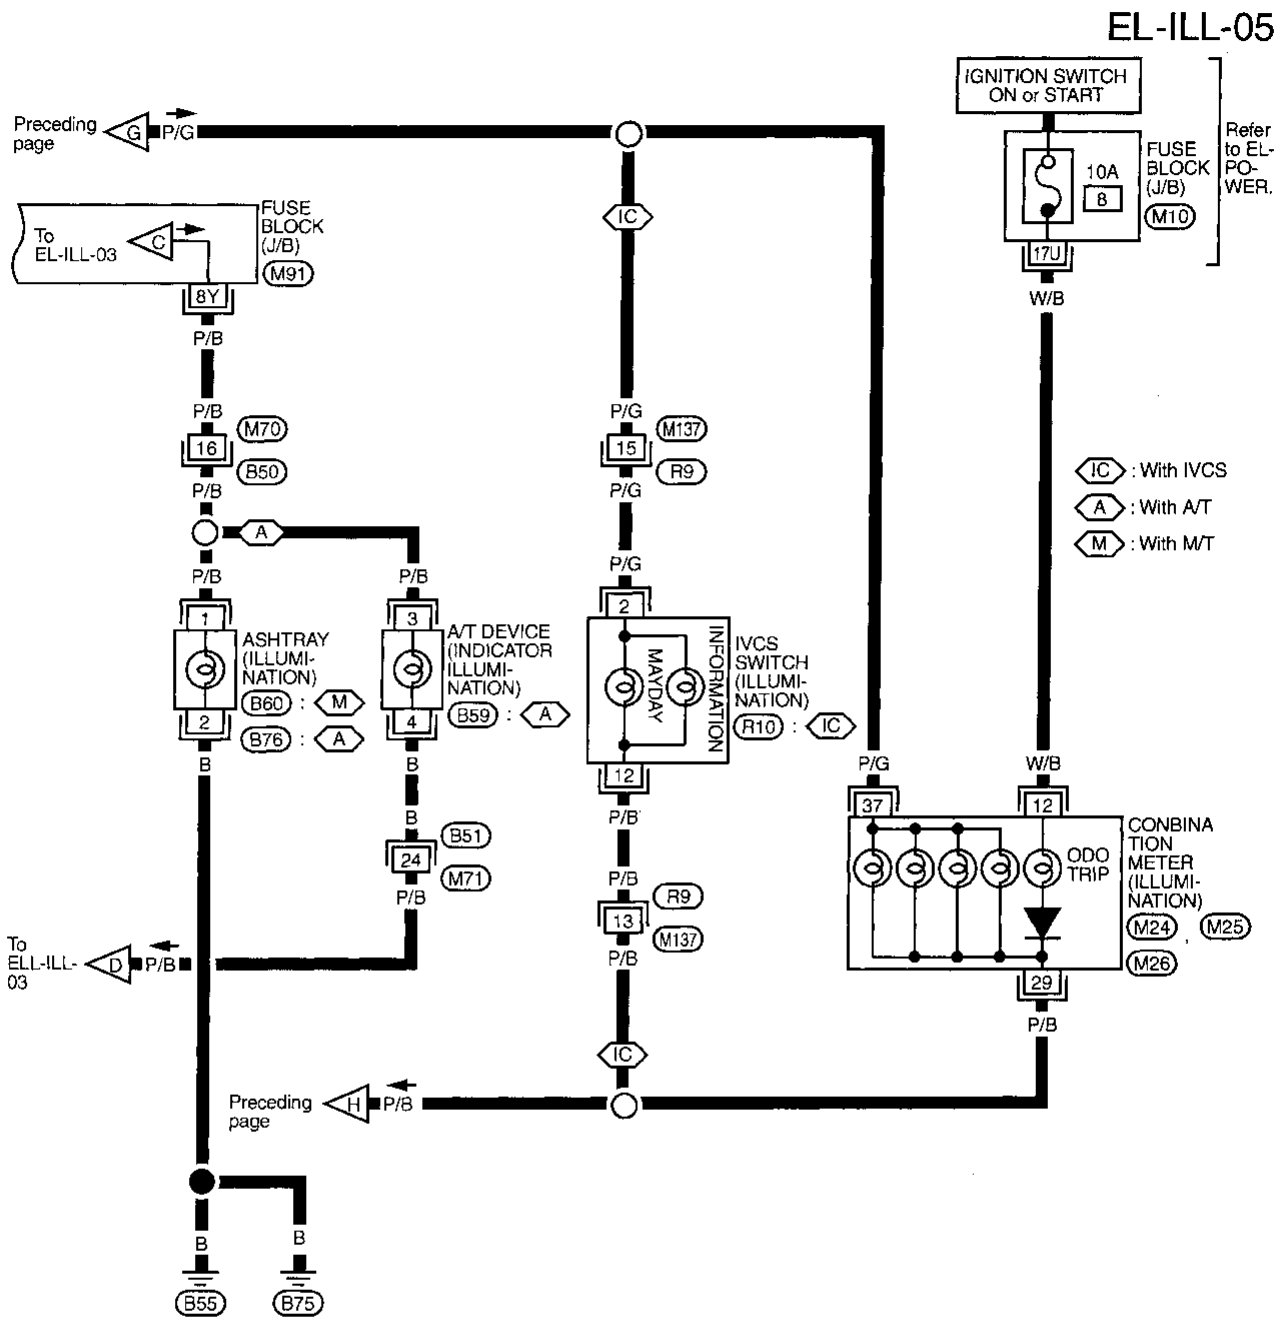 EL-ILL-05
IGNITION SWITCH
ON or START
Preceding
page
G
P/G
FUSE
BLOCK
(J/B)
M10
10A
8
Refer
to EL-
PO-
WER.
17U
W/B
IC
To
EL-ILL-03
C
FUSE
BLOCK
(J/B)
M91
8Y
P/B
P/B
M70
16
B50
P/B
P/G
M137
15
R9
P/G
IC : With IVCS
A : With A/T
M : With M/T
A
P/B
P/B
P/G
1
3
2
ASHTRAY
(ILLUMI-
NATION)
B60 : M
B76 : A
2
B
A/T DEVICE
(INDICATOR
ILLUMI-
NATION)
B59 : A
4
B
MAYDAY
INFORMATION
IVCS
SWITCH
(ILLUMI-
NATION)
R10 : IC
12
P/B
P/G
W/B
37
12
ODO
TRIP
CONBINA
TION
METER
(ILLUMI-
NATION)
M24 , M25
M26
29
P/B
B
B51
24
M71
P/B
P/B
R9
13
M137
P/B
To
ELL-ILL-
03
D
P/B
IC
Preceding
page
H
P/B
B
B
B55
B75